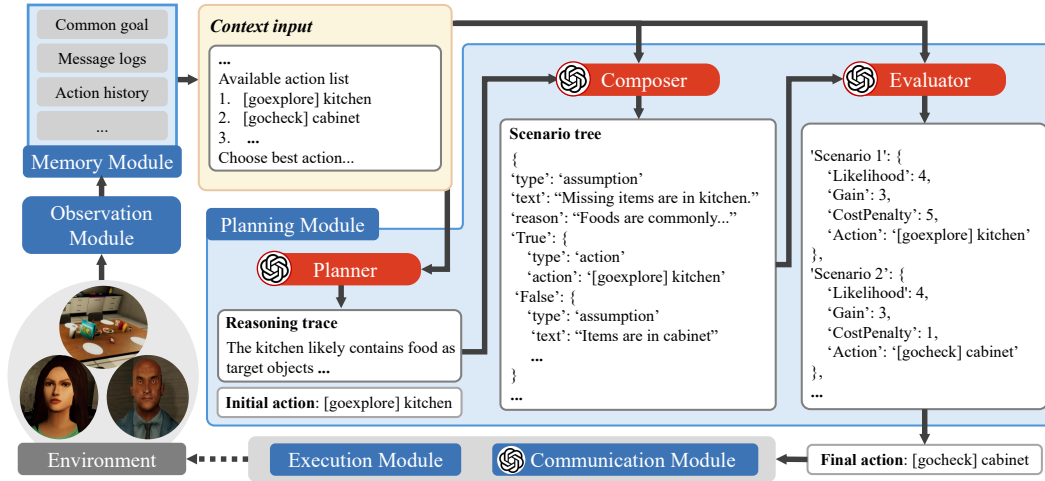 Common goal
Message logs
Action history
...
Memory Module
Observation
Module
Environment
Context input
...
Available action list
1. [goexplore] kitchen
2. [gocheck] cabinet
3. ...
Choose best action...
Planning Module
Planner
Reasoning trace
The kitchen likely contains food as
target objects ...
Initial action: [goexplore] kitchen
Composer
Scenario tree
{
‘type’: ‘assumption’
‘text’: “Missing items are in kitchen.”
‘reason’: “Foods are commonly...”
‘True’: {
‘type’: ‘action’
‘action’: ‘[goexplore] kitchen’
‘False’: {
‘type’: ‘assumption’
‘text’: “Items are in cabinet”
...
}
...
Evaluator
'Scenario 1': {
‘Likelihood’: 4,
‘Gain’: 3,
‘CostPenalty’: 5,
‘Action’: ‘[goexplore] kitchen’
},
'Scenario 2’: {
‘Likelihood': 4,
‘Gain’: 3,
‘CostPenalty’: 1,
‘Action’: ‘[gocheck] cabinet’
},
...
Final action: [gocheck] cabinet
Communication Module
Execution Module